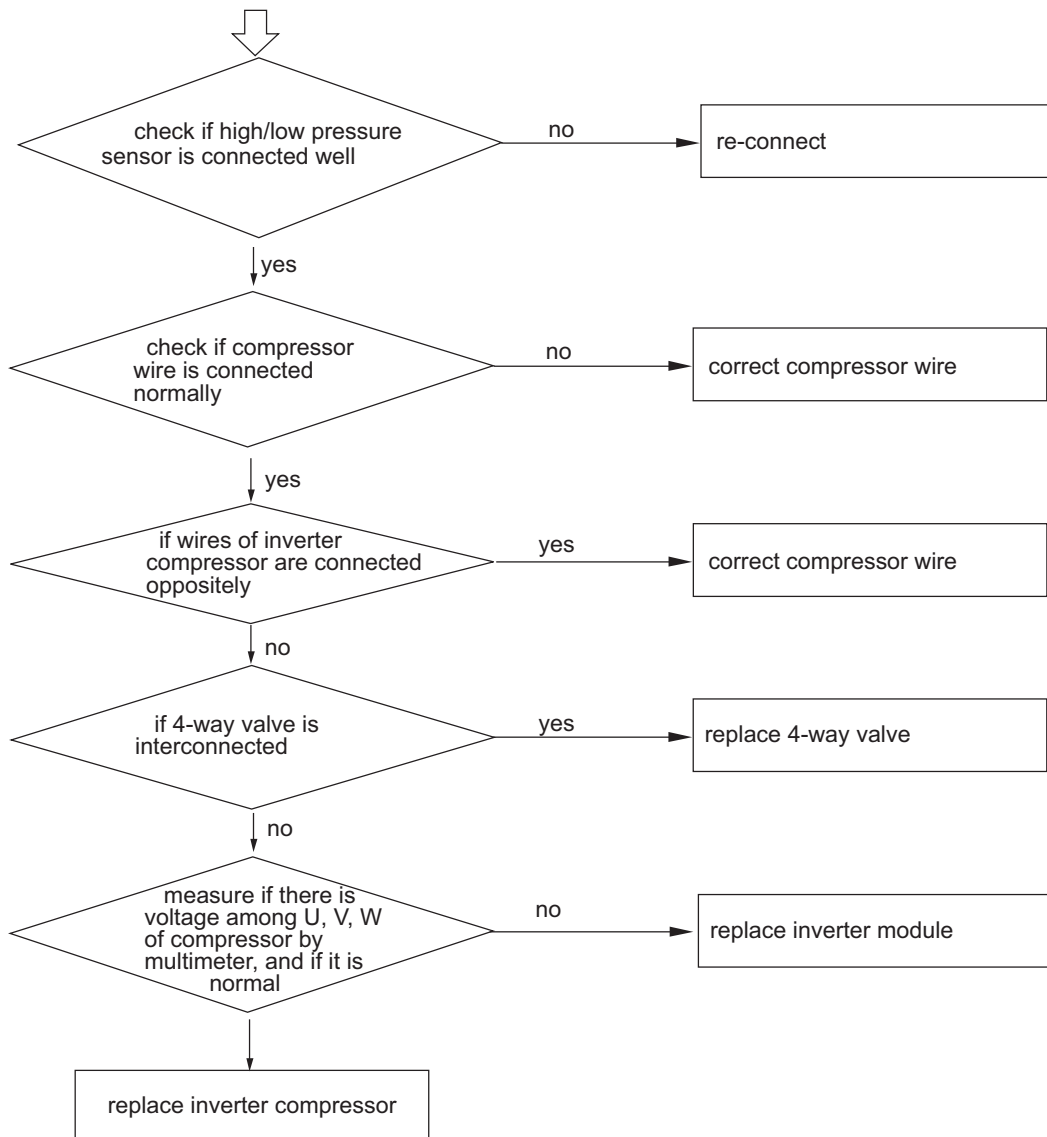 check if high/low pressure
sensor is connected well
no
re-connect
yes
check if compressor
wire is connected
normally
no
correct compressor wire
yes
if wires of inverter
compressor are connected
oppositely
yes
correct compressor wire
no
if 4-way valve is
interconnected
yes
replace 4-way valve
no
measure if there is
voltage among U, V, W
of compressor by
multimeter, and if it is
normal
no
replace inverter module
replace inverter compressor